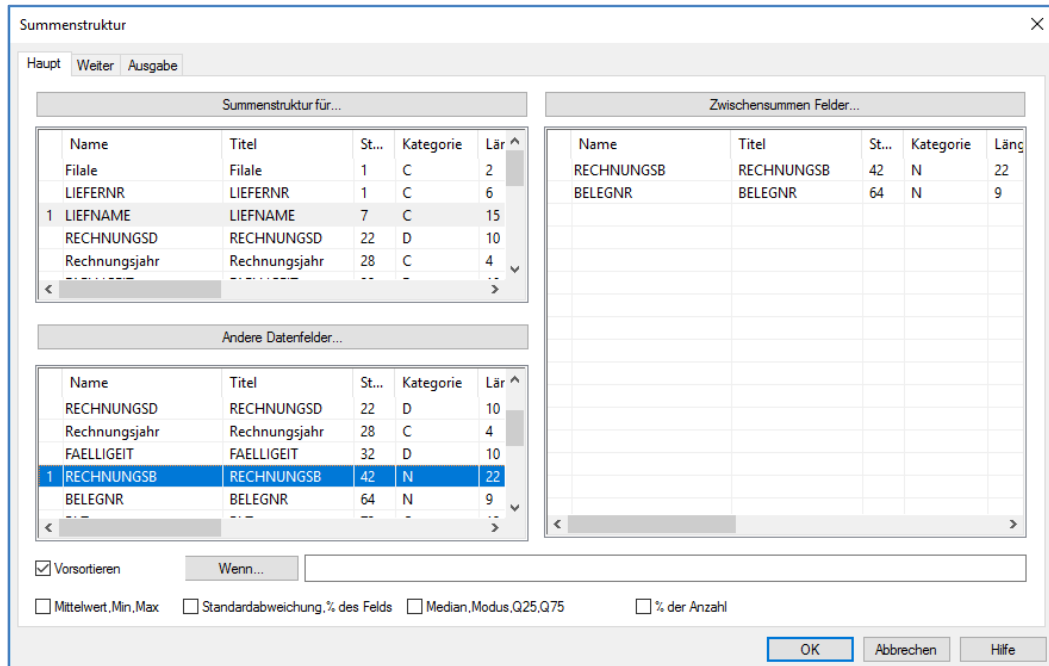 Summenstruktur
Haupt Weiter Ausgabe
Summenstruktur für...
Name Titel St... Kategorie Lär
Filale Filale 1 C 2
LIEFERNR LIEFERNR 1 C 6
1 LIEFNAME LIEFNAME 7 C 15
RECHNUNGSD RECHNUNGSD 22 D 10
Rechnungsjahr Rechnungsjahr 28 C 4
Zwischensummen Felder...
Name Titel St... Kategorie Läng
RECHNUNGSB RECHNUNGSB 42 N 22
BELEGNR BELEGNR 64 N 9
Andere Datenfelder...
Name Titel St... Kategorie Lär
RECHNUNGSD RECHNUNGSD 22 D 10
Rechnungsjahr Rechnungsjahr 28 C 4
FAELLIGEIT FAELLIGEIT 32 D 10
1 RECHNUNGSB RECHNUNGSB 42 N 22
BELEGNR BELEGNR 64 N 9
Vorsortieren Wenn...
Mittelwert,Min,Max Standardabweichung,% des Felds Median,Modus,Q25,Q75 % der Anzahl
OK Abbrechen Hilfe